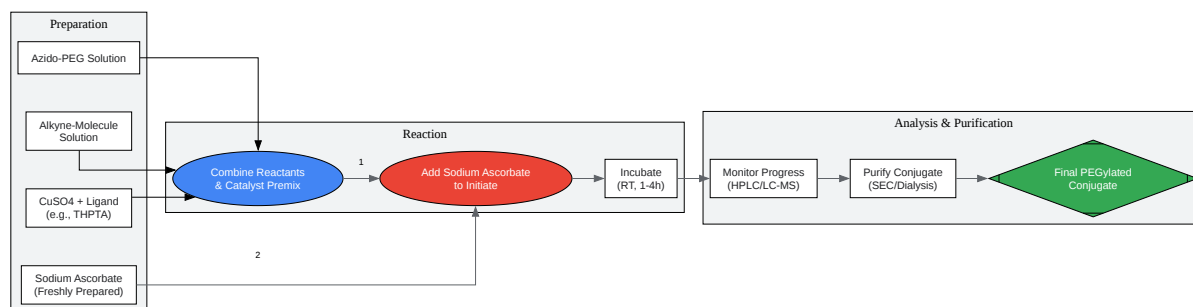 Preparation
Azido-PEG Solution
Alkyne-Molecule
Solution
CuSO4 + Ligand
(e.g., THPTA)
Sodium Ascorbate
(Freshly Prepared)
Reaction
Combine Reactants
& Catalyst Premix
1
Add Sodium Ascorbate
to Initiate
2
Incubate
(RT, 1-4h)
Analysis & Purification
Monitor Progress
(HPLC/LC-MS)
Purify Conjugate
(SEC/Dialysis)
Final PEGylated
Conjugate